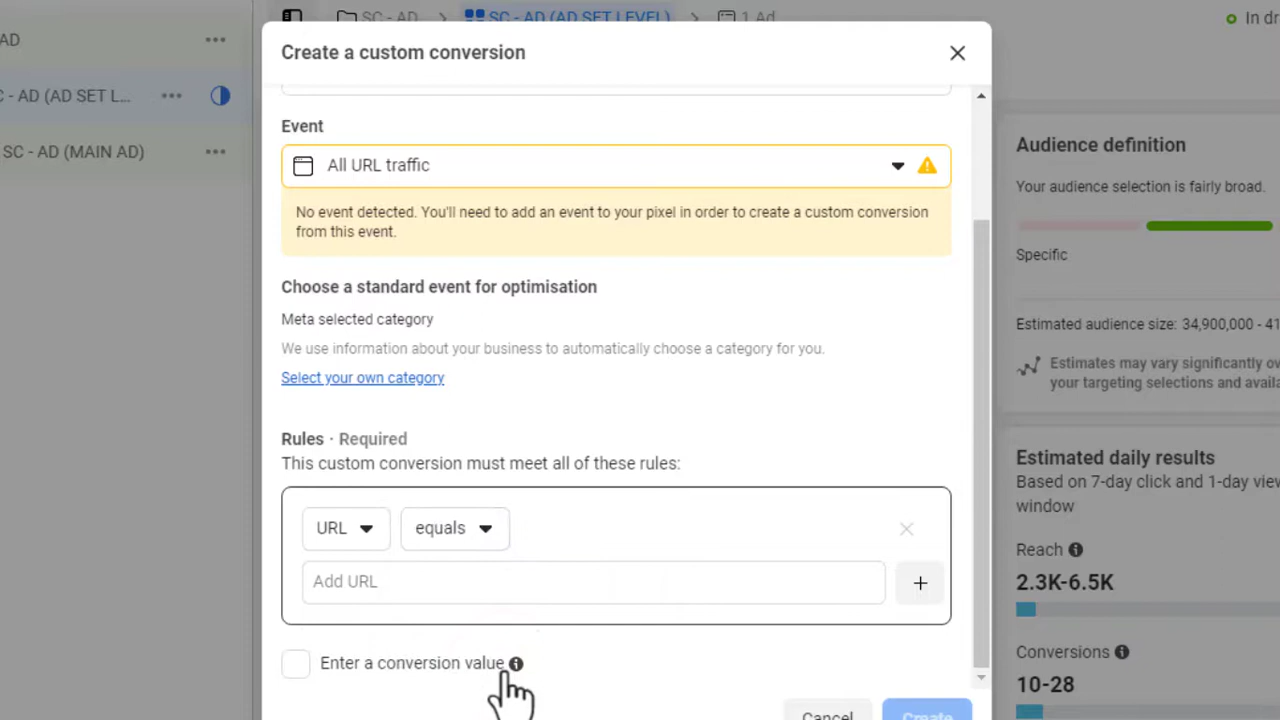 SC - AD
SC - AD (AD SET LEVEL)
1 Ad
In dr
AD
C - AD (AD SET L...
SC - AD (MAIN AD)
Create a custom conversion
Event
All URL traffic
No event detected. You'll need to add an event to your pixel in order to create a custom conversion
from this event.
Choose a standard event for optimisation
Meta selected category
We use information about your business to automatically choose a category for you.
Select your own category
Rules · Required
This custom conversion must meet all of these rules:
URL
equals
Add URL
+
Enter a conversion value
Cancel
Create
Audience definition
Your audience selection is fairly broad.
Specific
Estimated audience size: 34,900,000 - 41
Estimates may vary significantly ov
your targeting selections and availa
Estimated daily results
Based on 7-day click and 1-day view
window
Reach
2.3K-6.5K
Conversions
10-28